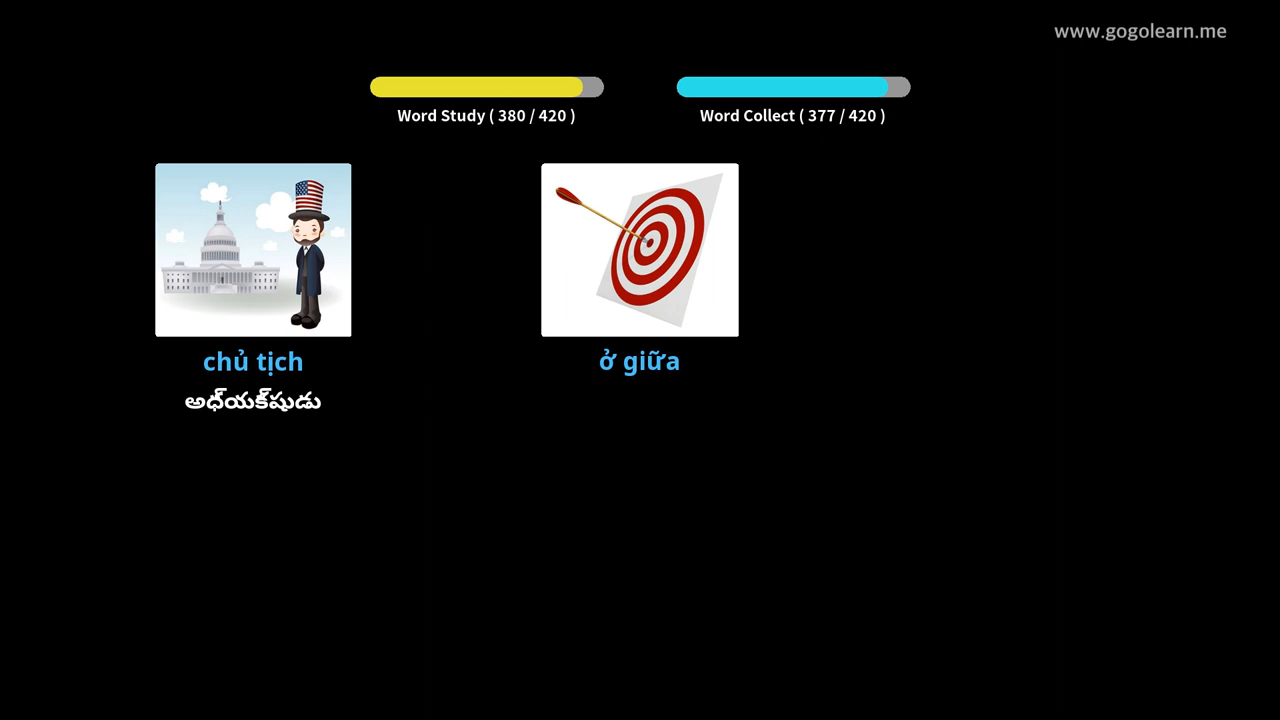 www.gogolearn.me
Word Study ( 380 / 420 )
Word Collect ( 377 / 420 )
chủ tịch
ở giữa
అధ్యక్షుడు